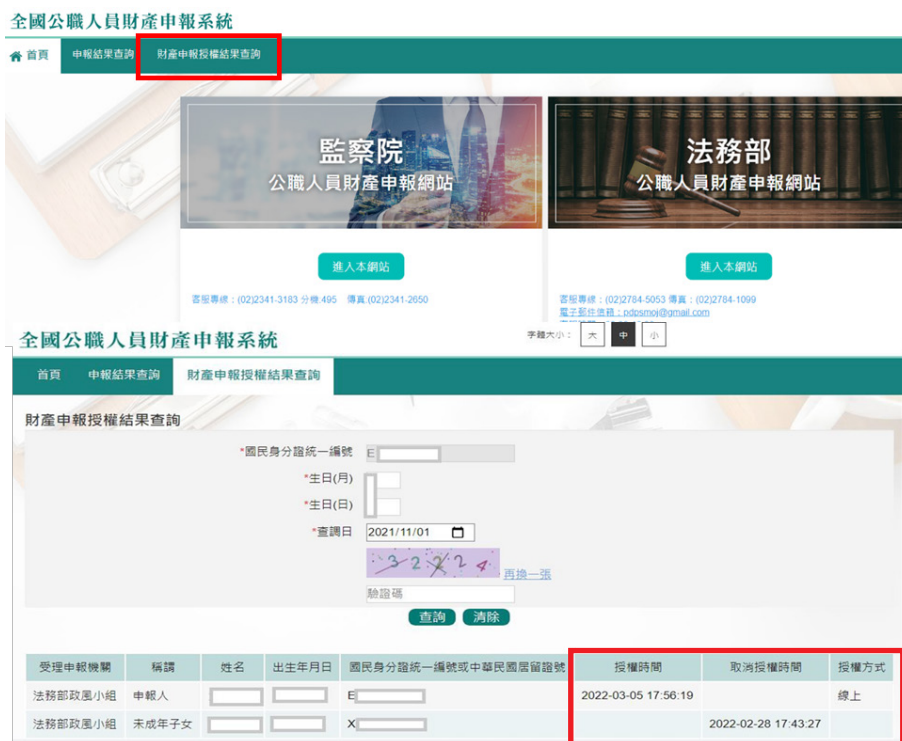 全國公職人員財產申報系統
首頁 申報結果查詢 財產申報授權結果查詢
監察院
公職人員財產申報網站
進入本網站
客服專線：(02)2341-3183 分機:495 傳真:(02)2341-2650
法務部
公職人員財產申報網站
進入本網站
客服專線：(02)2784-5053 傳真：(02)2784-1099
電子郵件信箱：pdpsmoj@gmail.com
全國公職人員財產申報系統
字體大小： 大 中 小
首頁 申報結果查詢 財產申報授權結果查詢
財產申報授權結果查詢
*國民身分證統一編號 E
*生日(月)
*生日(日)
*查調日 2021/11/01
3 2 2 2 4 再換一張
驗證碼
查詢 清除
受理申報機關 稱謂 姓名 出生年月日 國民身分證統一編號或中華民國居留證號 授權時間 取消授權時間 授權方式
法務部政風小組 申報人 E 2022-03-05 17:56:19 線上
法務部政風小組 未成年子女 X 2022-02-28 17:43:27